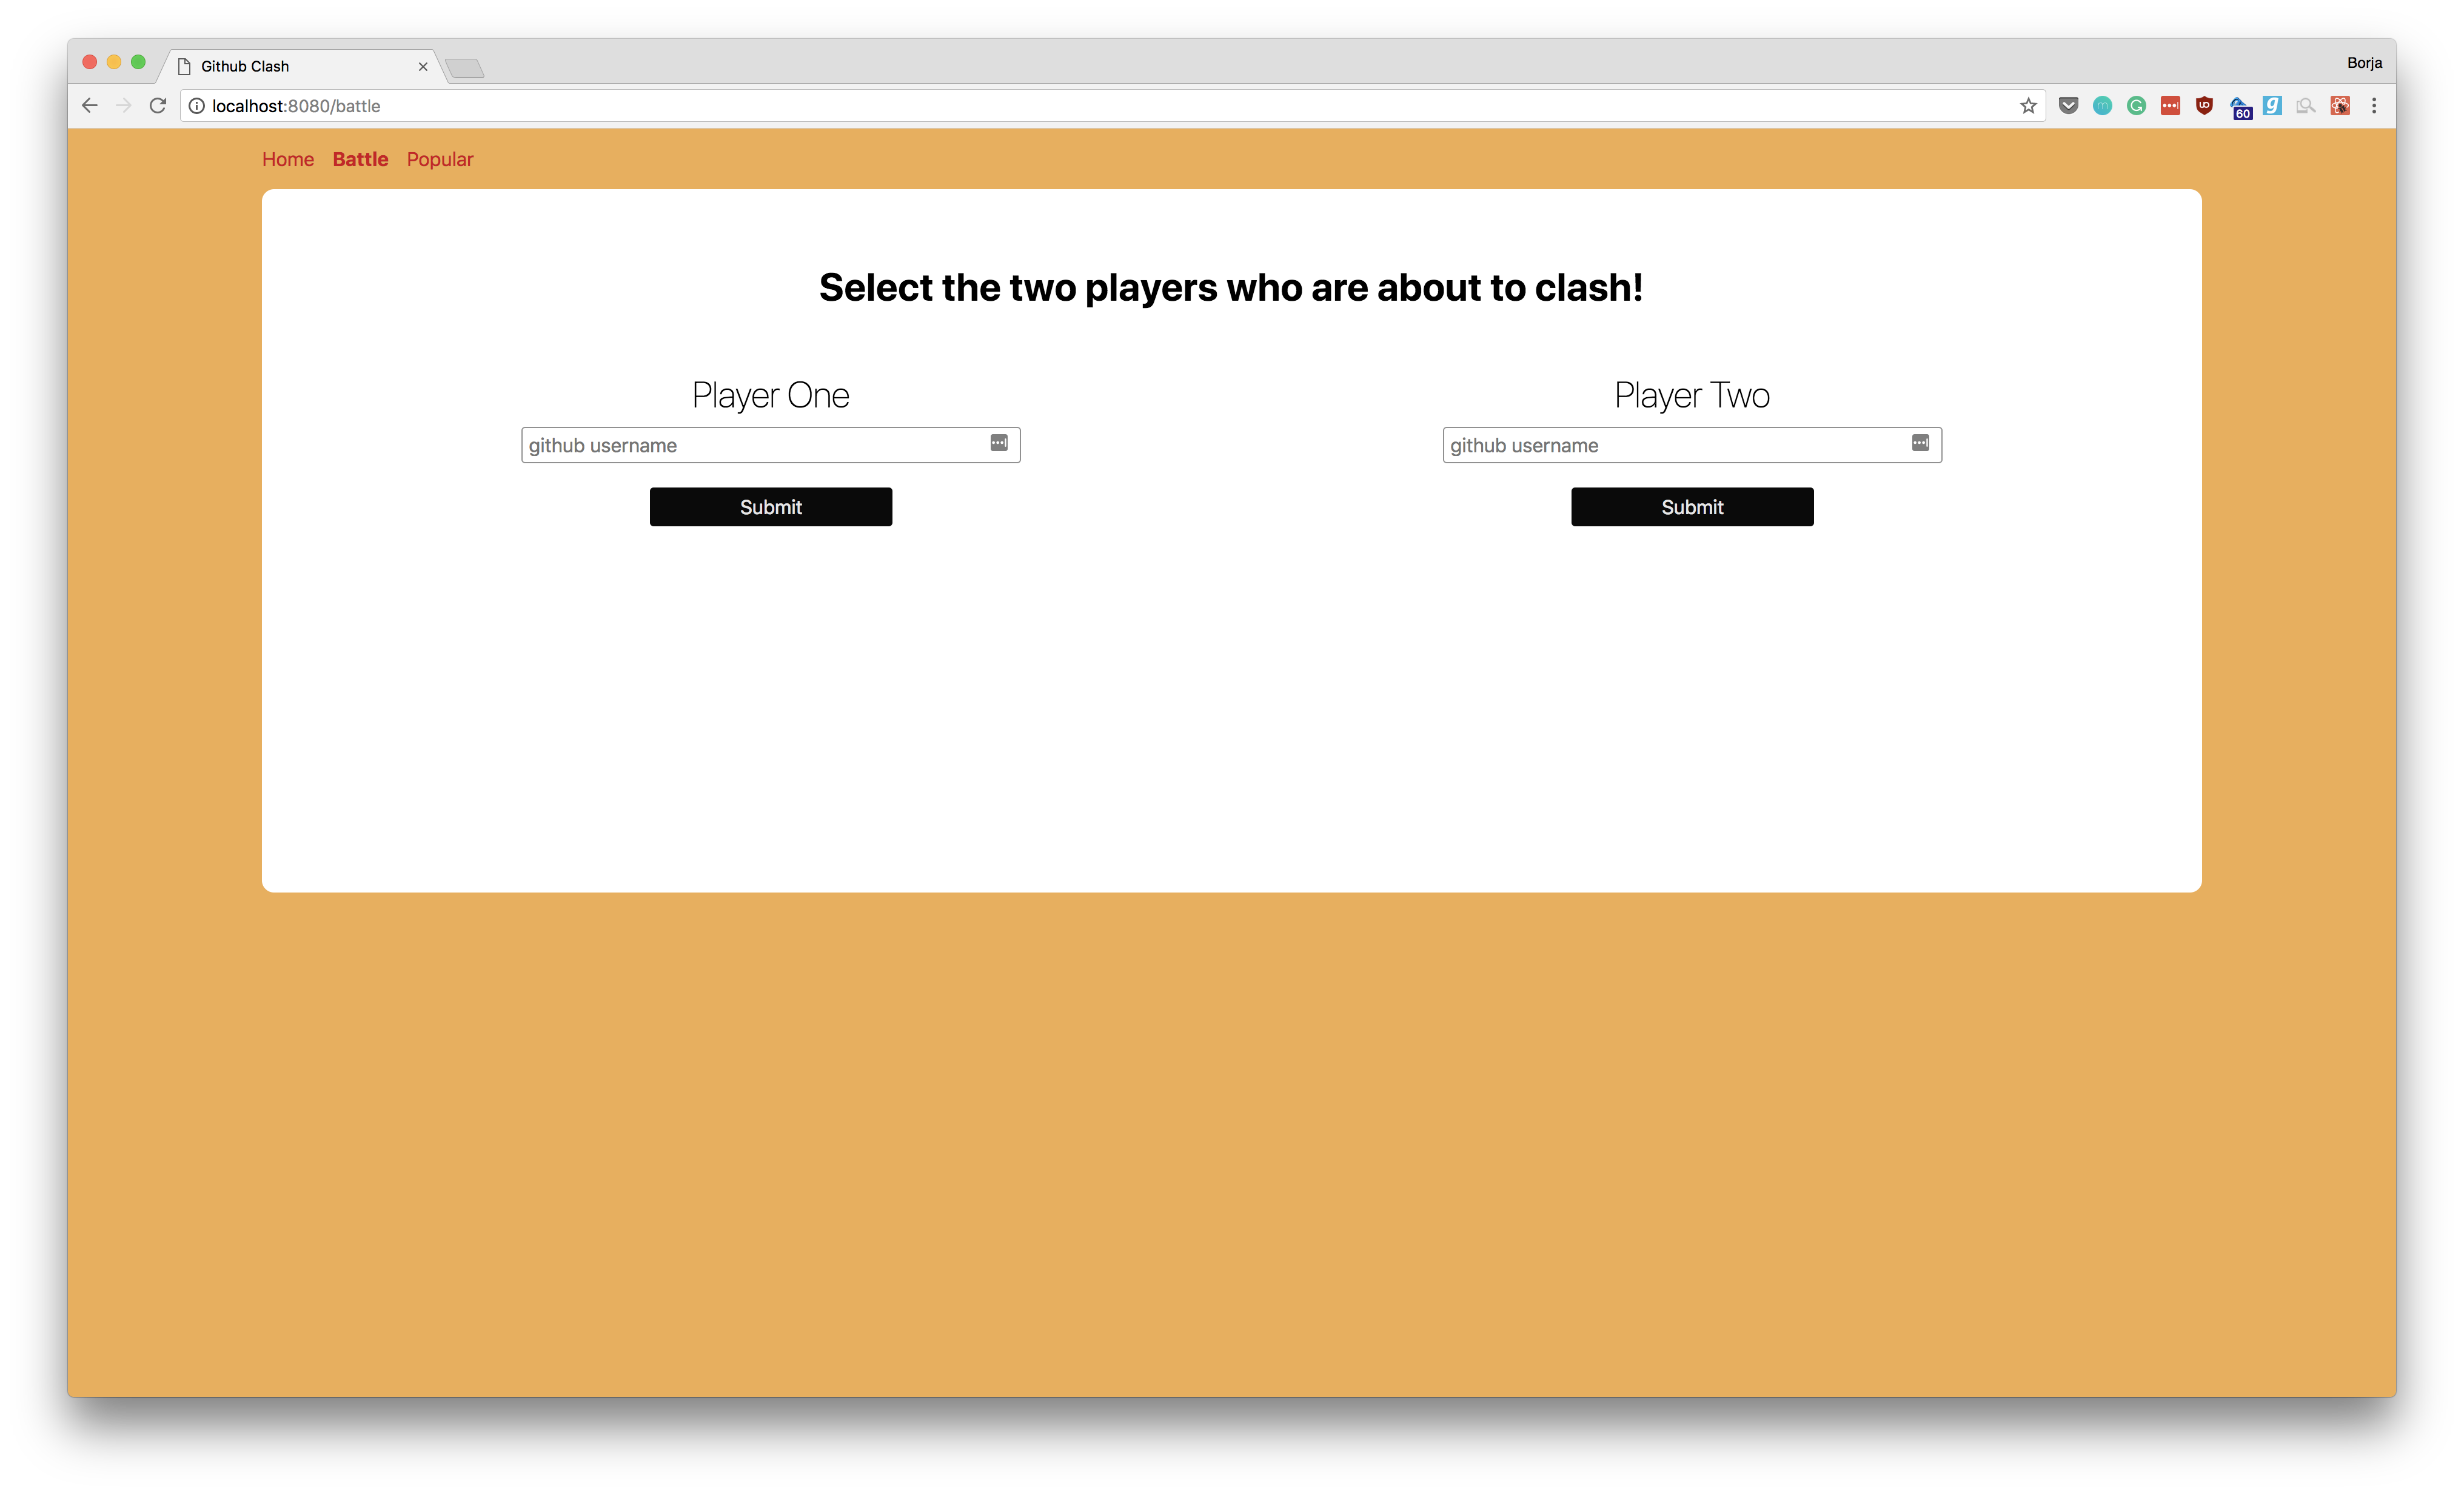 Github Clash
Borja
localhost:8080/battle
60
Home Battle Popular
Select the two players who are about to clash!
Player One Player Two
github username github username
Submit Submit